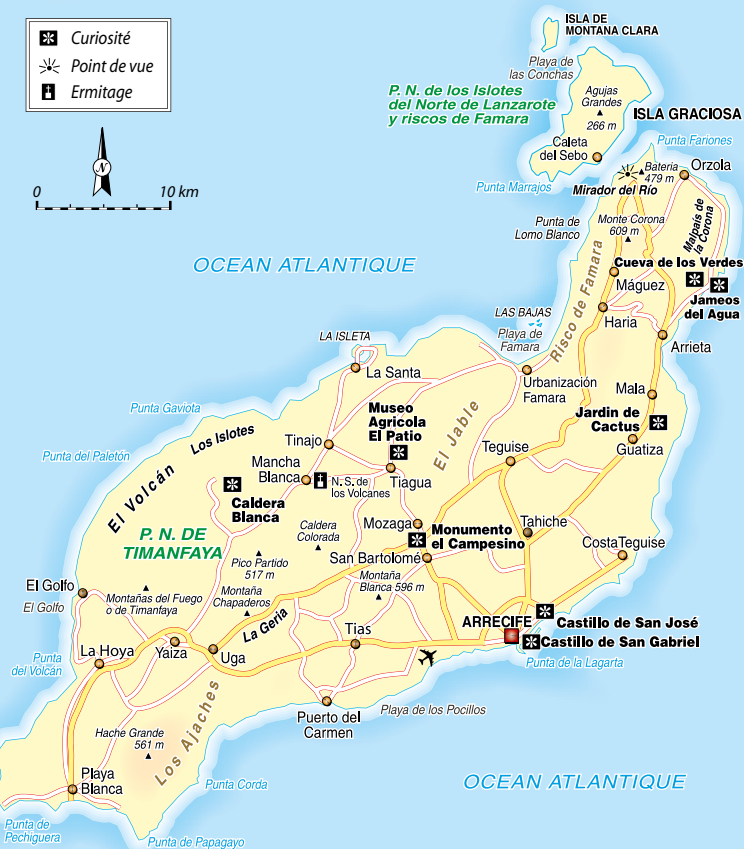 Curiosité
Point de vue
Ermitage
N
0 10 km
ISLA DE
MONTANA CLARA
Playa de
las Conchas
P. N. de los Islotes
del Norte de Lanzarote
y riscos de Famara
Agujas
Grandes
266 m
ISLA GRACIOSA
Caleta
del Sebo
Punta Fariones
Punta Marrajos
Mirador del Río
Bateria
479 m
Orzola
Punta de
Lomo Blanco
Monte Corona
609 m
Malpaís de
la Corona
OCEAN ATLANTIQUE
Cueva de los Verdes
Máguez
Jameos
del Agua
Risco de Famara
Haria
LAS BAJAS
Playa de
Famara
Arrieta
LA ISLETA
La Santa
Urbanización
Famara
Mala
Punta Gaviota
Museo
Agricola
El Patio
El Jable
Jardin de
Cactus
Guatiza
Los Islotes
Tinajo
Teguise
Punta del Paletón
El Volcán
Mancha
Blanca
N. S. de
los Volcanes
Tiagua
Caldera
Blanca
Caldera
Colorada
Mozaga
Monumento
el Campesino
Tahiche
P. N. DE
TIMANFAYA
Pico Partido
517 m
San Bartolomé
CostaTeguise
El Golfo
El Golfo
Montañas del Fuego
o de Timanfaya
Montaña
Chapaderos
Montaña
Blanca 596 m
La Geria
ARRECIFE
Castillo de San José
Castillo de San Gabriel
Punta de la Lagarta
Tias
Punta
del Volcán
La Hoya
Yaiza
Uga
Los Ajaches
Puerto del
Carmen
Playa de los Pocillos
Hache Grande
561 m
Playa
Blanca
Punta Corda
OCEAN ATLANTIQUE
Punta de
Pechiguera
Punta de Papagayo